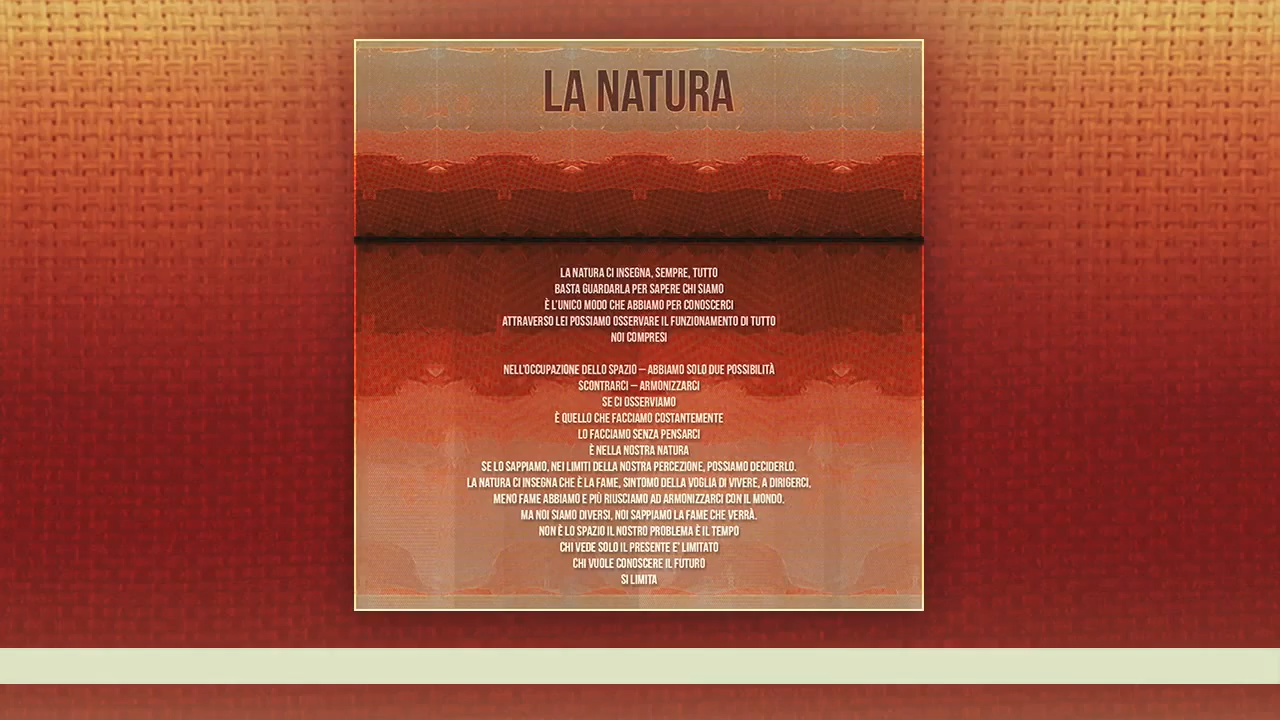 LA NATURA
LA NATURA CI INSEGNA, SEMPRE, TUTTO
BASTA GUARDARLA PER SAPERE CHI SIAMO
È L'UNICO MODO CHE ABBIAMO PER CONOSCERCI
ATTRAVERSO LEI POSSIAMO OSSERVARE IL FUNZIONAMENTO DI TUTTO
NOI COMPRESI
NELL'OCCUPAZIONE DELLO SPAZIO – ABBIAMO SOLO DUE POSSIBILITÀ
SCONTRARCI – ARMONIZZARCI
SE CI OSSERVIAMO
È QUELLO CHE FACCIAMO COSTANTEMENTE
LO FACCIAMO SENZA PENSARCI
È NELLA NOSTRA NATURA
SE LO SAPPIAMO, NEI LIMITI DELLA NOSTRA PERCEZIONE, POSSIAMO DECIDERLO.
LA NATURA CI INSEGNA CHE È LA FAME, SINTOMO DELLA VOGLIA DI VIVERE, A DIRIGERCI,
MENO FAME ABBIAMO E PIÙ RIUSCIAMO AD ARMONIZZARCI CON IL MONDO.
MA NOI SIAMO DIVERSI, NOI SAPPIAMO LA FAME CHE VERRÀ.
NON È LO SPAZIO IL NOSTRO PROBLEMA È IL TEMPO
CHI VEDE SOLO IL PRESENTE E' LIMITATO
CHI VUOLE CONOSCERE IL FUTURO
SI LIMITA